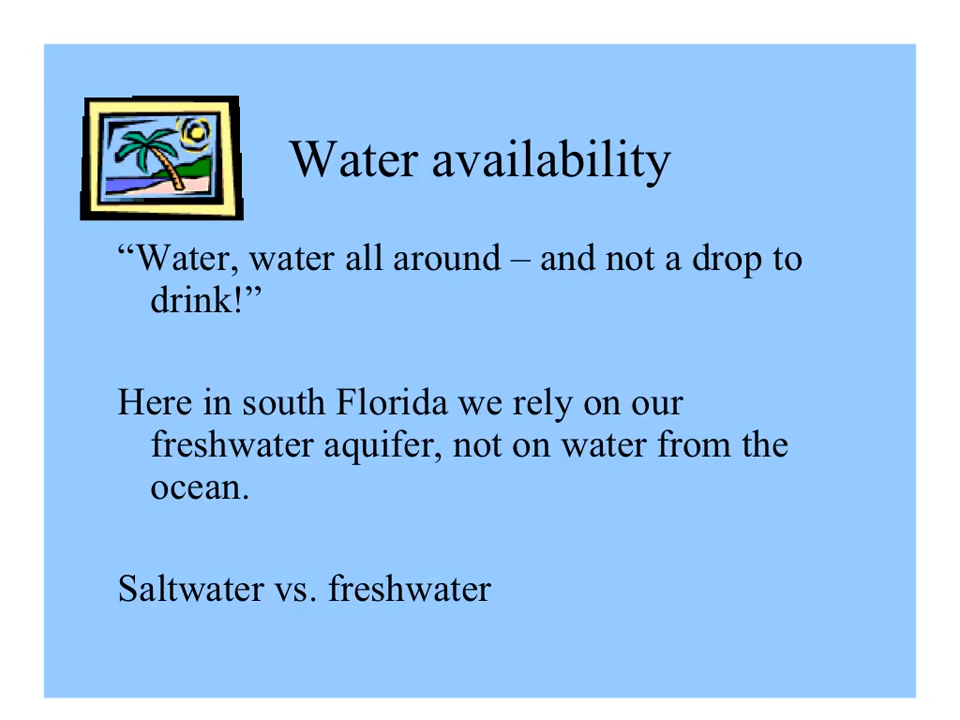 Water availability
“Water, water all around – and not a drop to
drink!”
Here in south Florida we rely on our
freshwater aquifer, not on water from the
ocean.
Saltwater vs. freshwater